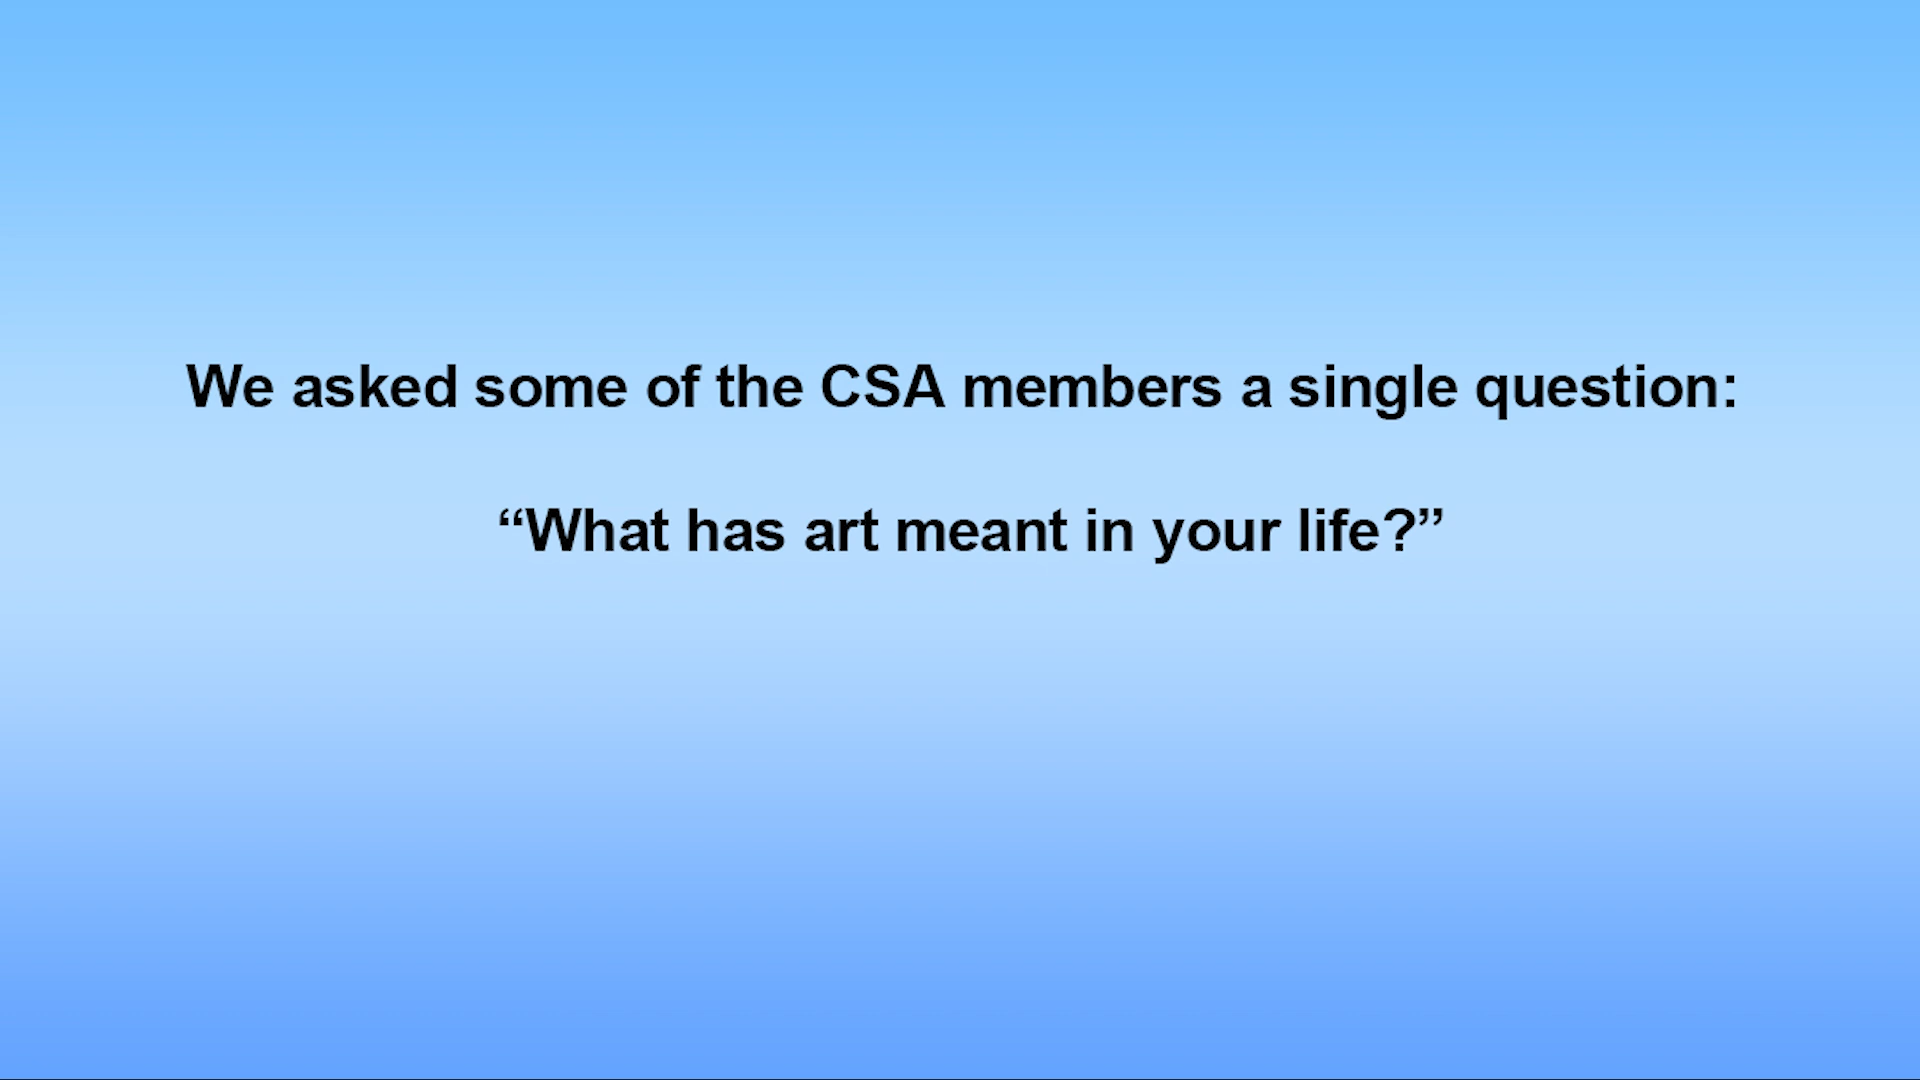 We asked some of the CSA members a single question:
“What has art meant in your life?”